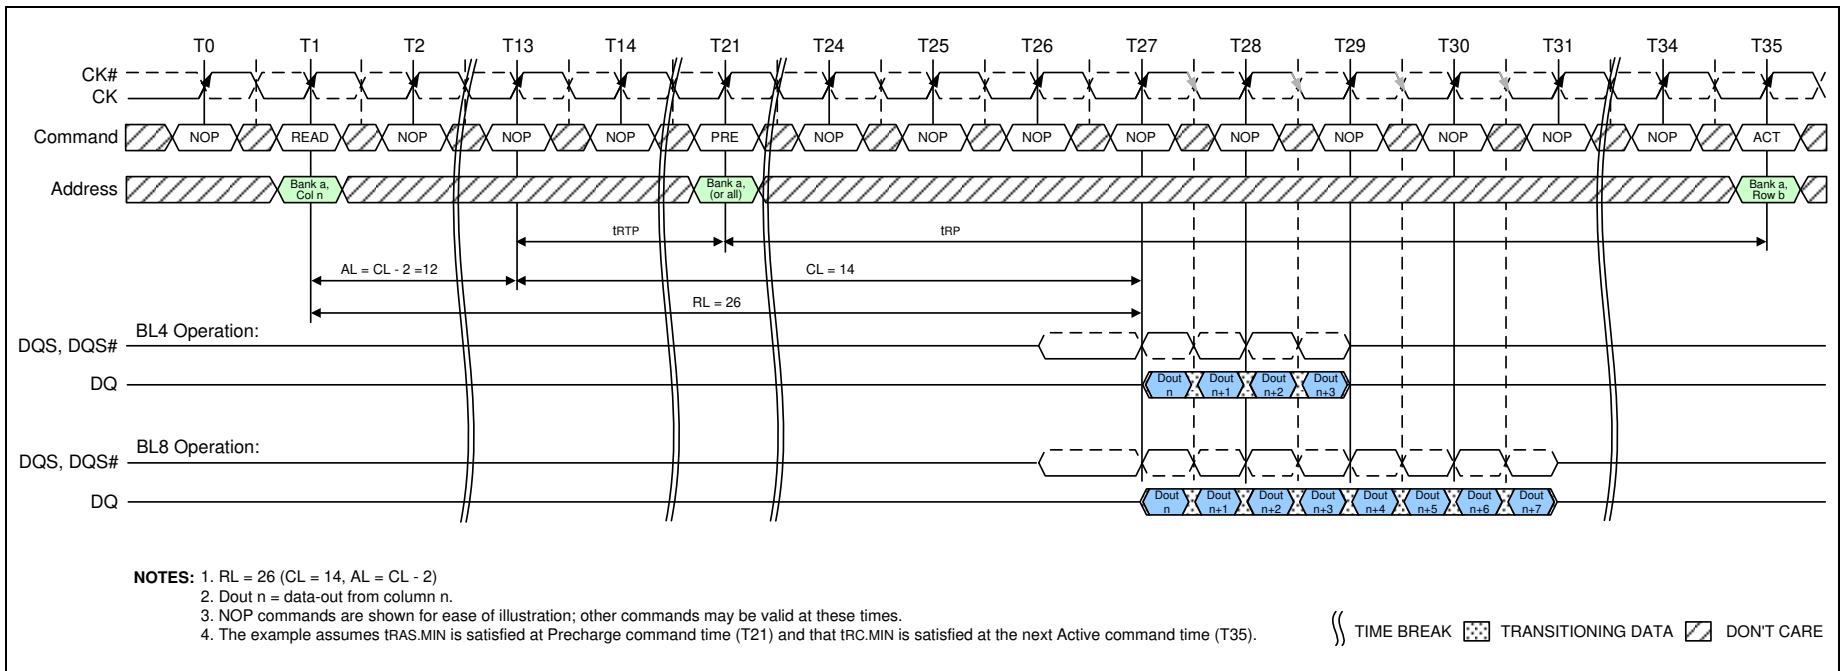 T0 T1 T2 T13 T14 T21 T24 T25 T26 T27 T28 T29 T30 T31 T34 T35
CK#
CK
Command NOP READ NOP NOP NOP PRE NOP NOP NOP NOP NOP NOP NOP NOP NOP ACT
Address
Bank a,
Col n
Bank a,
(or all)
Bank a,
Row b
tRTP tRP
AL = CL - 2 =12 CL = 14
RL = 26
BL4 Operation:
DQS, DQS#
DQ
Dout
n
Dout
n+1
Dout
n+2
Dout
n+3
BL8 Operation:
DQS, DQS#
DQ
Dout
n
Dout
n+1
Dout
n+2
Dout
n+3
Dout
n+4
Dout
n+5
Dout
n+6
Dout
n+7
NOTES: 1. RL = 26 (CL = 14, AL = CL - 2)
2. Dout n = data-out from column n.
3. NOP commands are shown for ease of illustration; other commands may be valid at these times.
4. The example assumes tRAS.MIN is satisfied at Precharge command time (T21) and that tRC.MIN is satisfied at the next Active command time (T35).
TIME BREAK TRANSITIONING DATA DON'T CARE